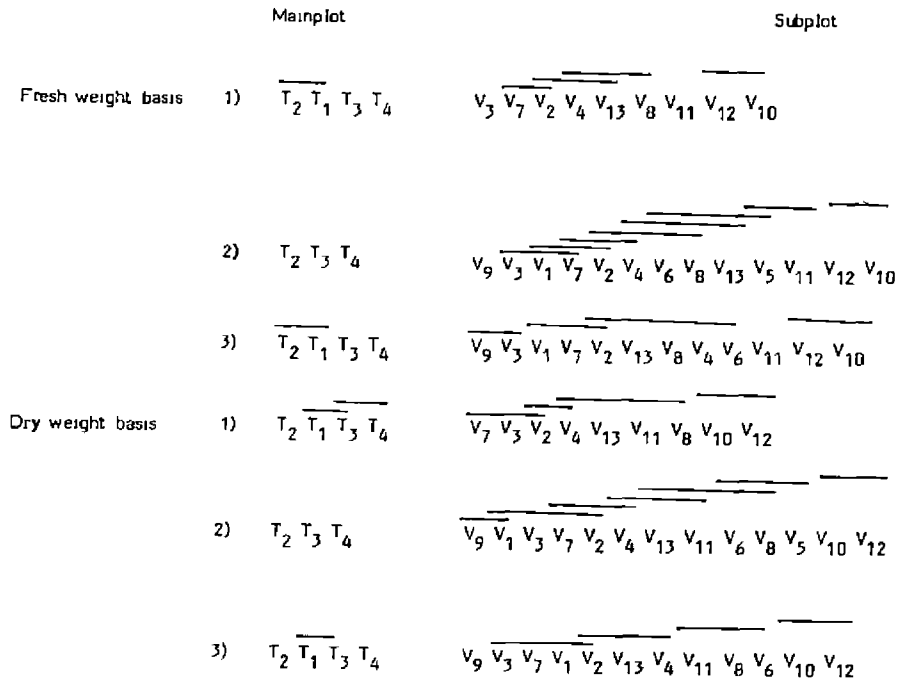 Mainplot Subplot
Fresh weight basis 1) T2 T1 T3 T4 V3 V7 V2 V4 V13 V8 V11 V12 V10
2) T2 T3 T4 V9 V3 V1 V7 V2 V4 V6 V8 V13 V5 V11 V12 V10
3) T2 T1 T3 T4 V9 V3 V1 V7 V2 V13 V8 V4 V6 V11 V12 V10
Dry weight basis 1) T2 T1 T3 T4 V7 V3 V2 V4 V13 V11 V8 V10 V12
2) T2 T3 T4 V9 V1 V3 V7 V2 V4 V13 V11 V6 V8 V5 V10 V12
3) T2 T1 T3 T4 V9 V3 V7 V1 V2 V13 V4 V11 V8 V6 V10 V12